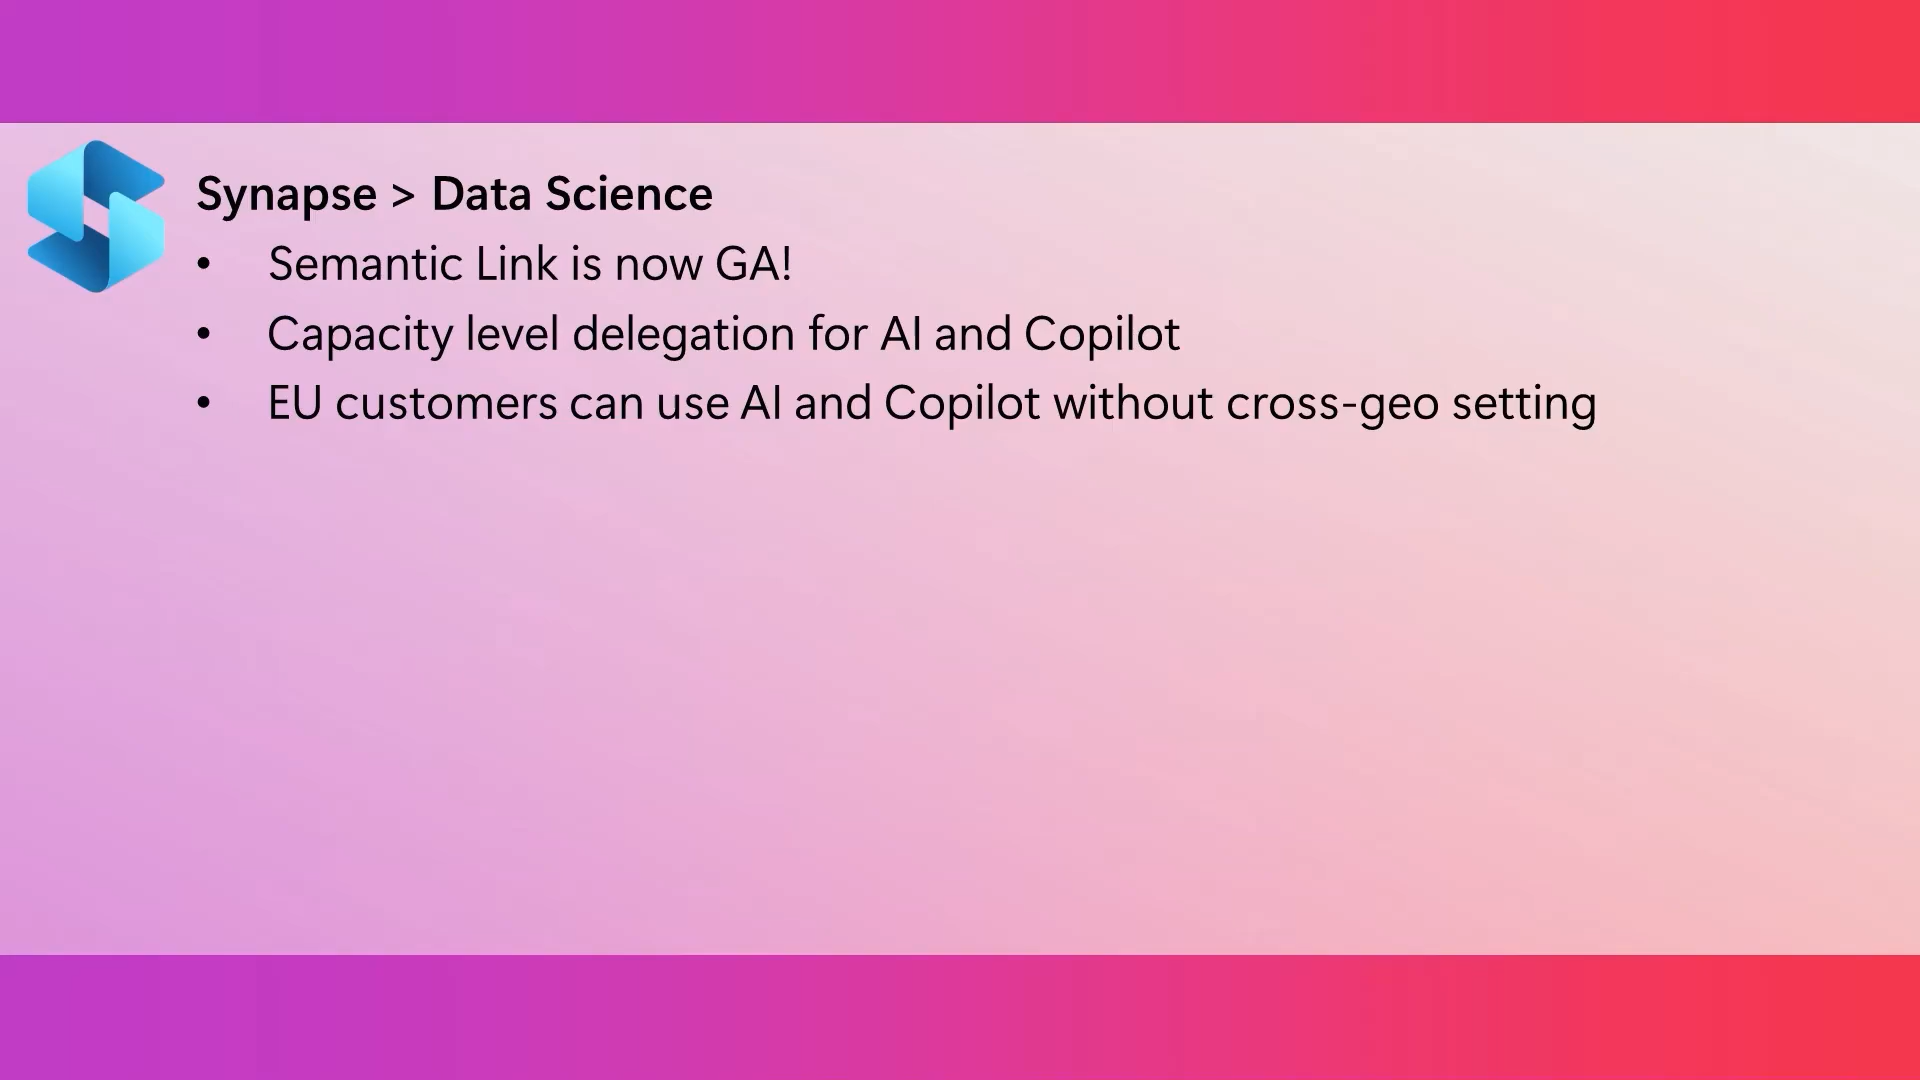 Synapse > Data Science
• Semantic Link is now GA!
• Capacity level delegation for AI and Copilot
• EU customers can use AI and Copilot without cross-geo setting